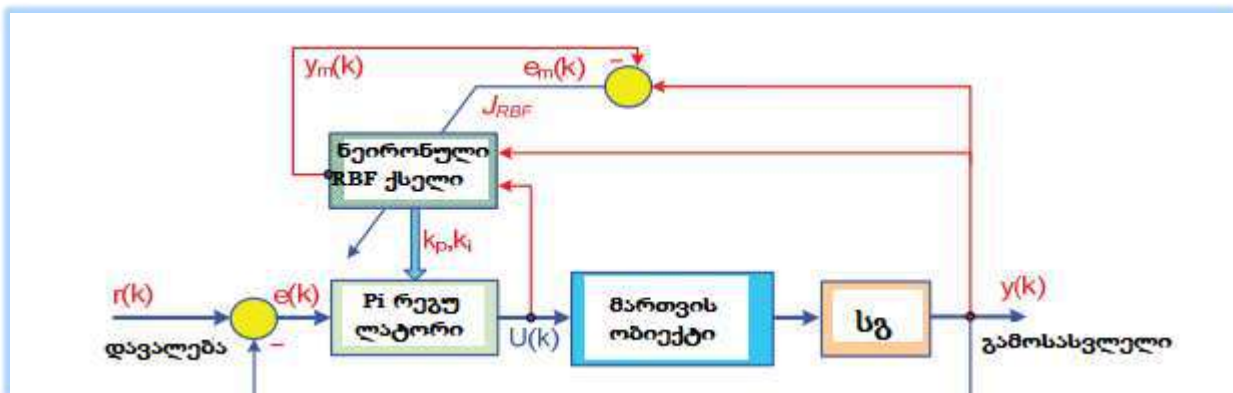 yₘ(k)
eₘ(k)
–
J_RBF
ნეირონული
RBF ქსელი
kₚ,kᵢ
r(k)
e(k)
Pi რეგუ
ლატორი
მართვის
ობიექტი
სგ
y(k)
დავალება
–
U(k)
გამოსასვლელი